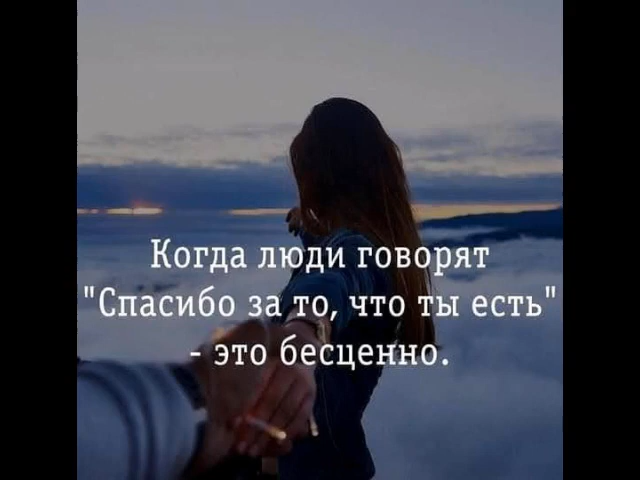 Когда люди говорят
"Спасибо за то, что ты есть"
- это бесценно.